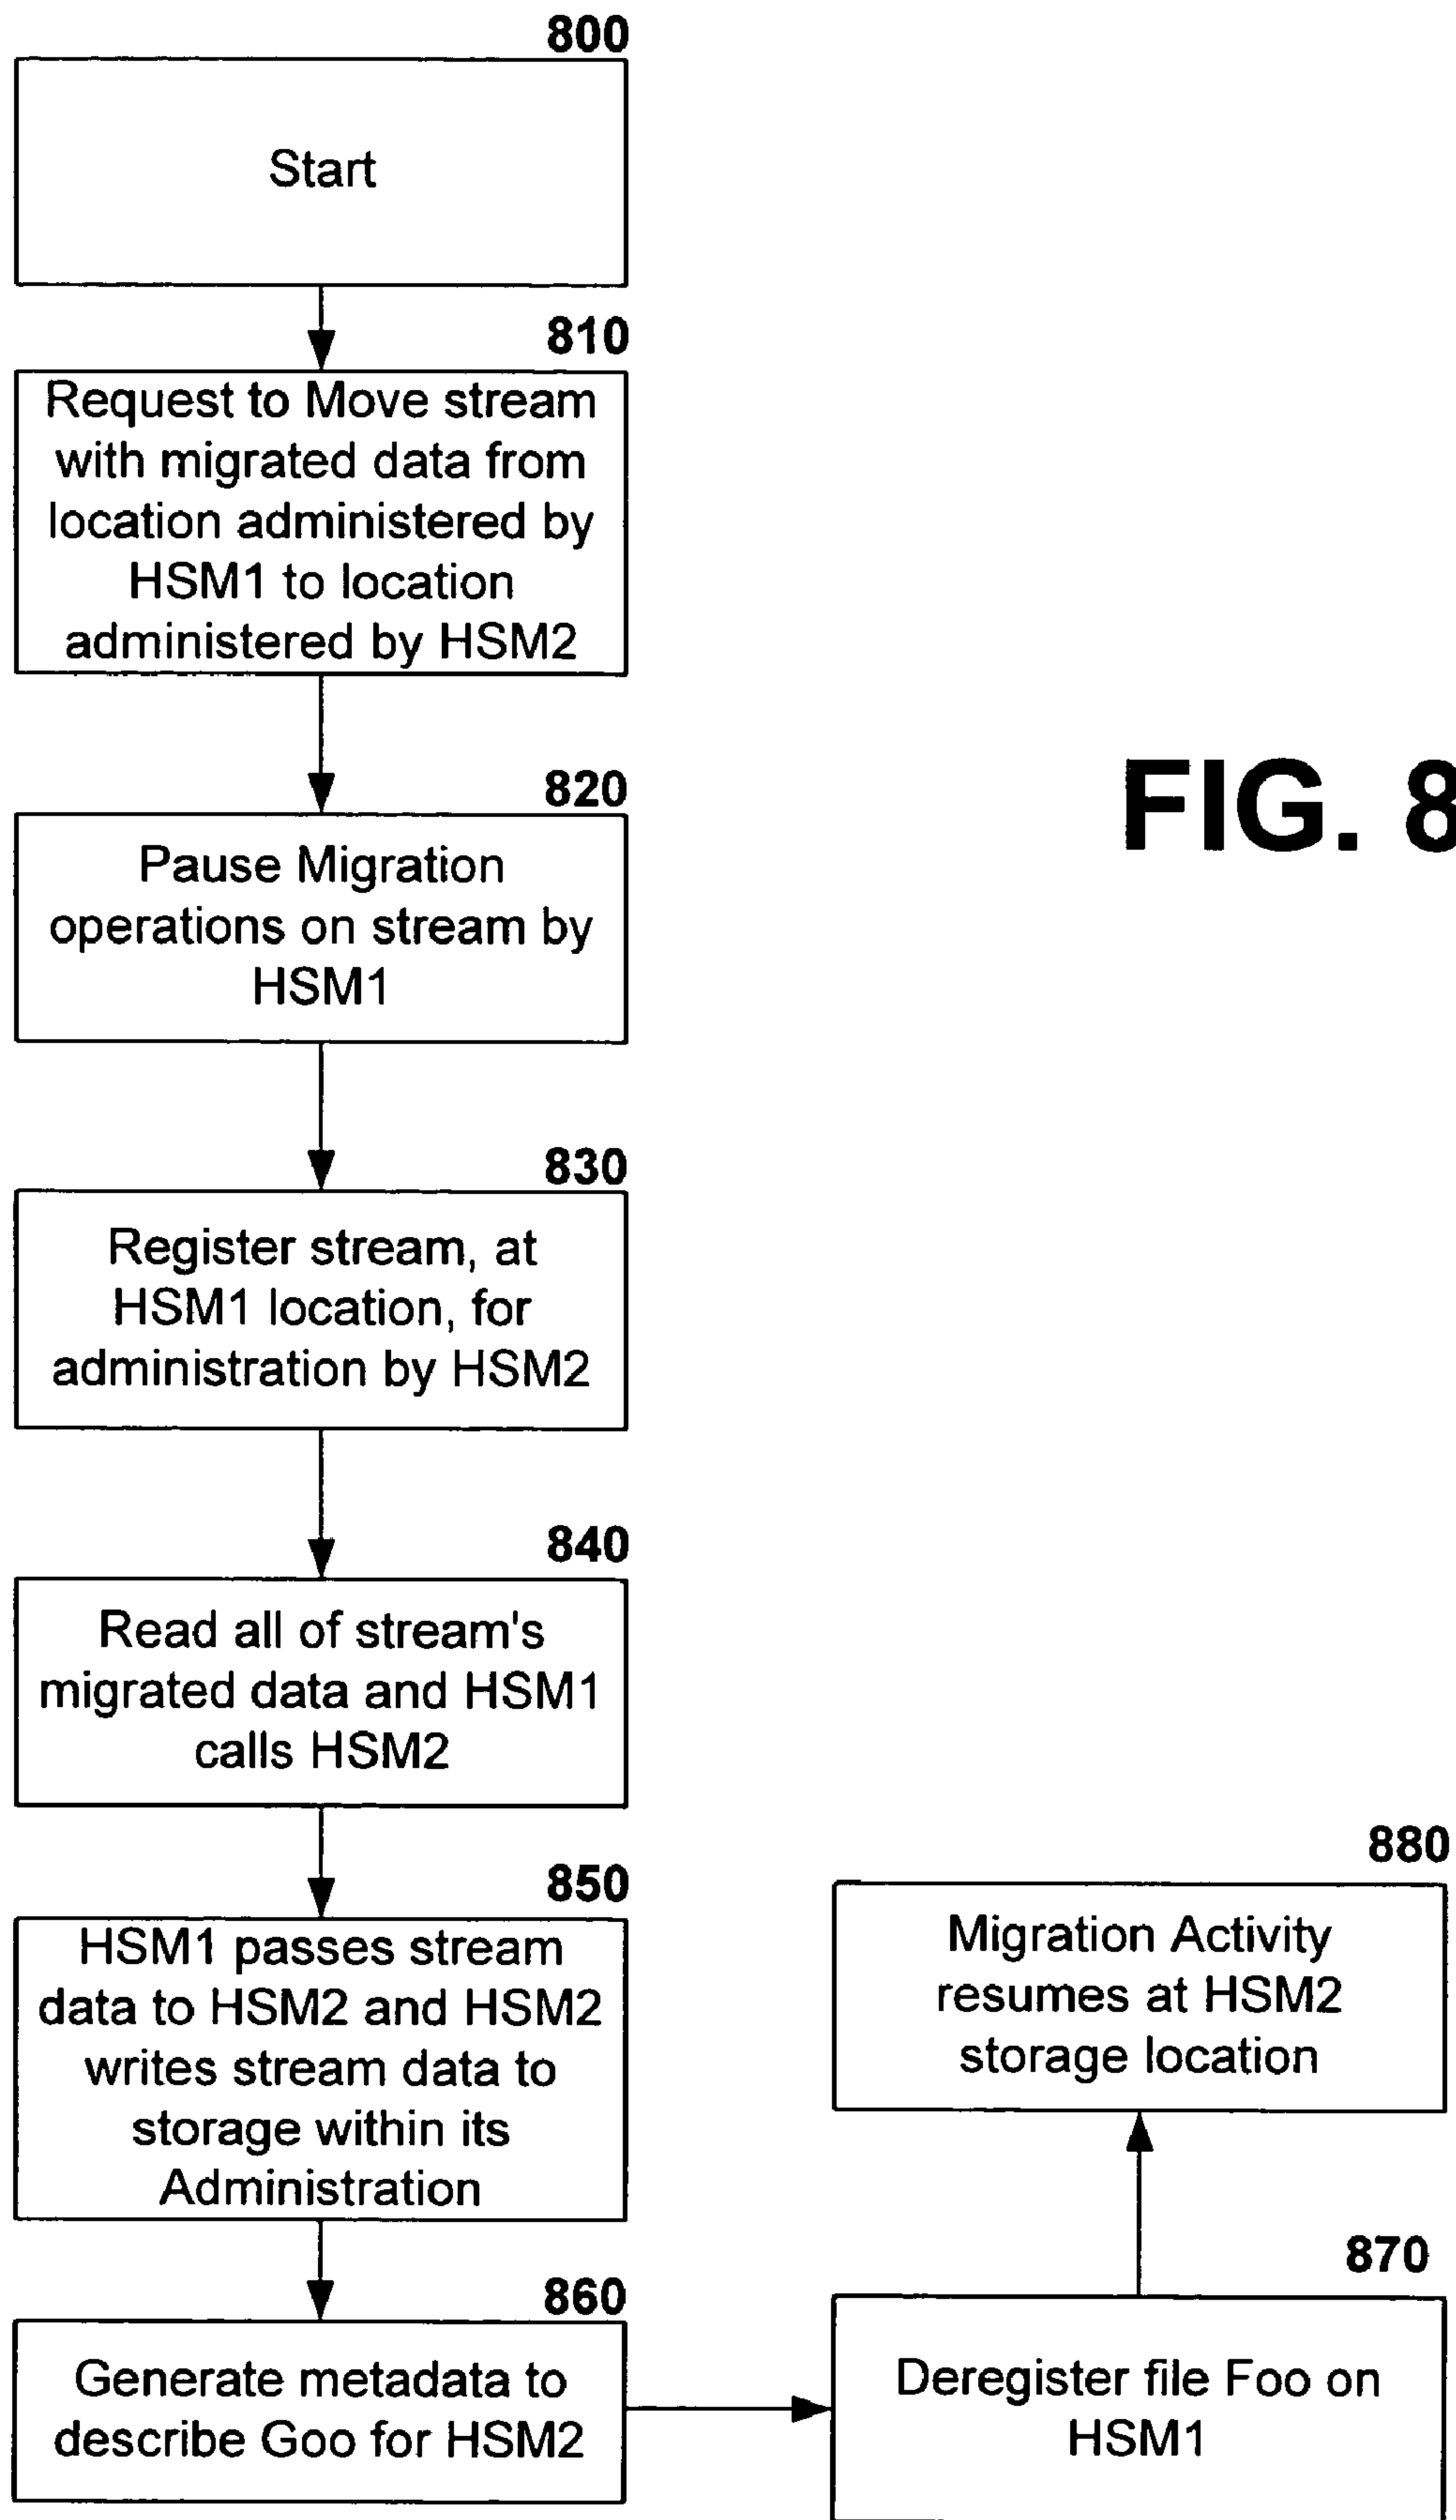 800
Start
810
Request to Move stream
with migrated data from
location administered by
HSM1 to location
administered by HSM2
FIG. 8
820
Pause Migration
operations on stream by
HSM1
830
Register stream, at
HSM1 location, for
administration by HSM2
840
Read all of stream's
migrated data and HSM1
calls HSM2
850
HSM1 passes stream
data to HSM2 and HSM2
writes stream data to
storage within its
Administration
860
Generate metadata to
describe Goo for HSM2
870
Deregister file Foo on
HSM1
880
Migration Activity
resumes at HSM2
storage location